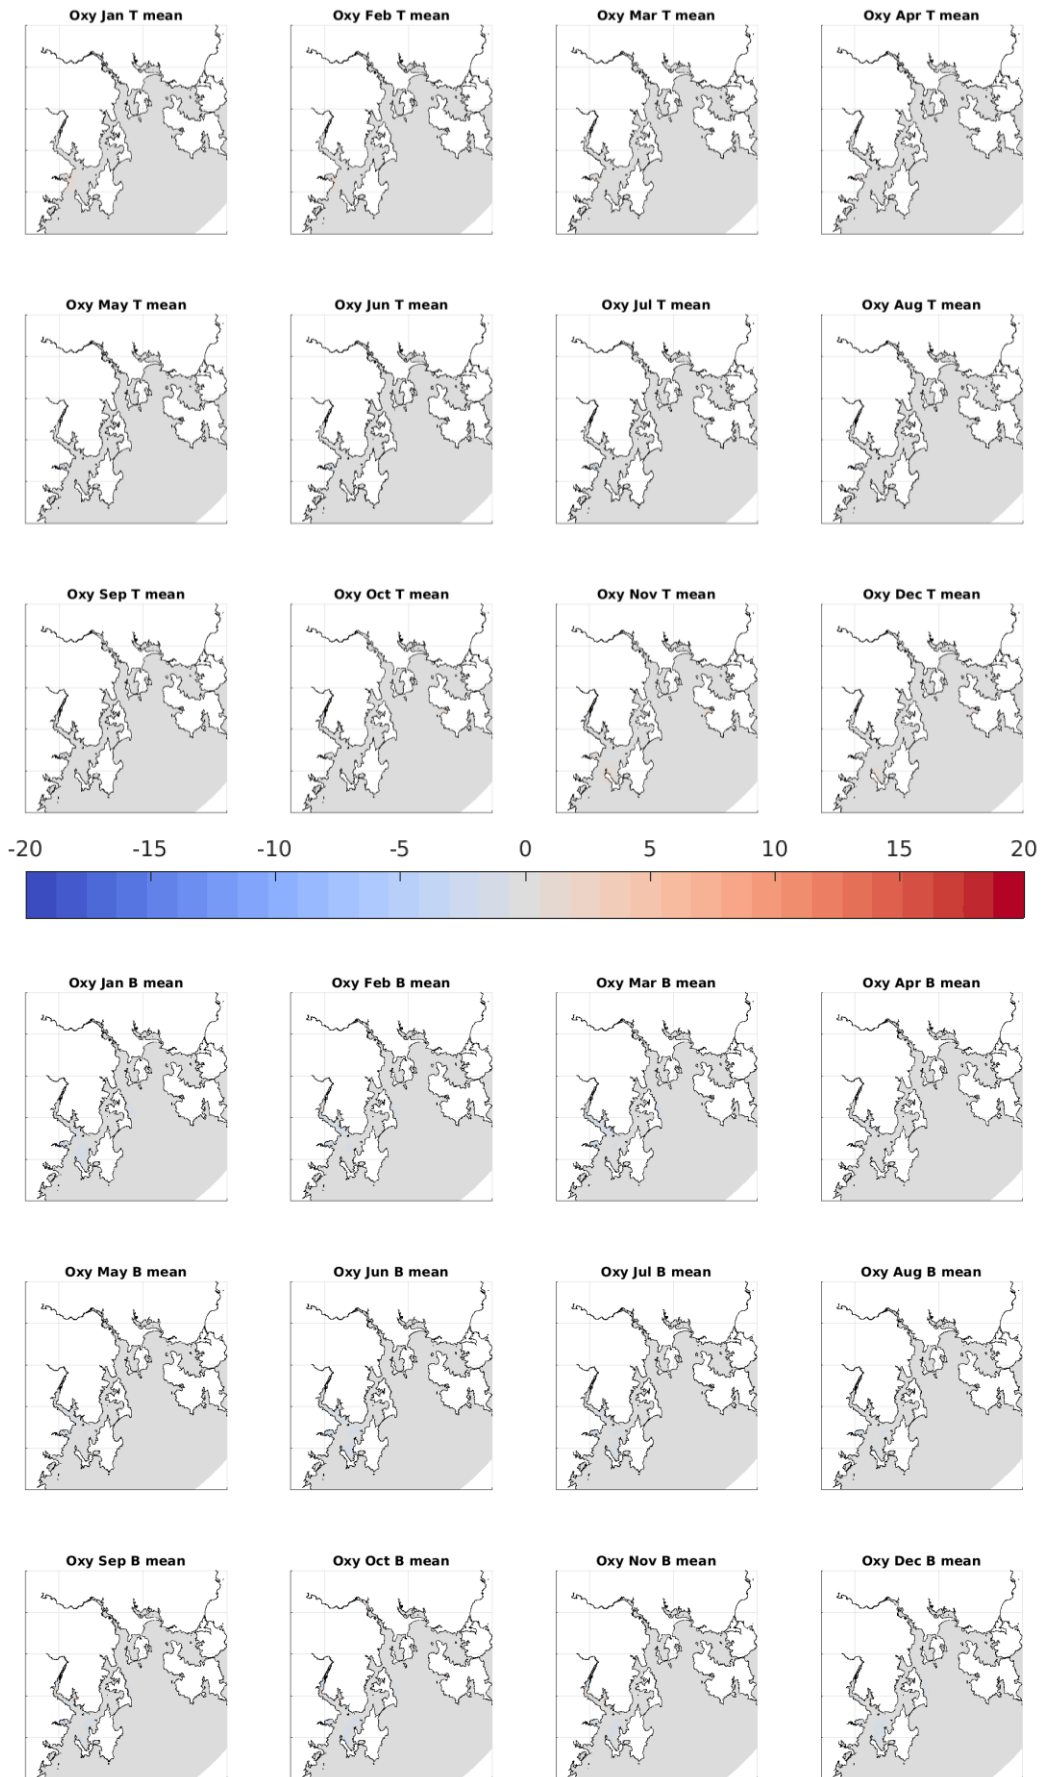 Oxy Jan T mean Oxy Feb T mean Oxy Mar T mean Oxy Apr T mean
Oxy May T mean Oxy Jun T mean Oxy Jul T mean Oxy Aug T mean
Oxy Sep T mean Oxy Oct T mean Oxy Nov T mean Oxy Dec T mean
-20 -15 -10 -5 0 5 10 15 20
Oxy Jan B mean Oxy Feb B mean Oxy Mar B mean Oxy Apr B mean
Oxy May B mean Oxy Jun B mean Oxy Jul B mean Oxy Aug B mean
Oxy Sep B mean Oxy Oct B mean Oxy Nov B mean Oxy Dec B mean